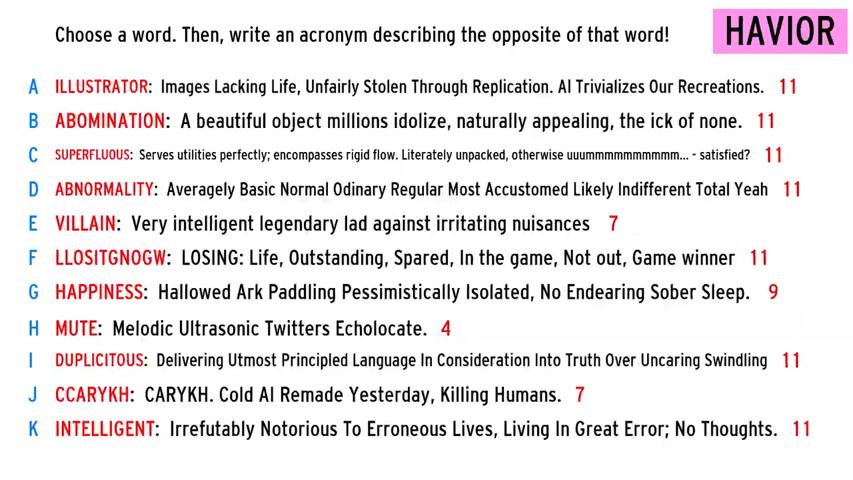 Choose a word. Then, write an acronym describing the opposite of that word!
HAVIOR
A ILLUSTRATOR: Images Lacking Life, Unfairly Stolen Through Replication. AI Trivializes Our Recreations. 11
B ABOMINATION: A beautiful object millions idolize, naturally appealing, the ick of none. 11
C SUPERFLUOUS: Serves utilities perfectly; encompasses rigid flow. Literately unpacked, otherwise uuummmmmmmmmm... - satisfied? 11
D ABNORMALITY: Averagely Basic Normal Odinary Regular Most Accustomed Likely Indifferent Total Yeah 11
E VILLAIN: Very intelligent legendary lad against irritating nuisances 7
F LLOSITGNOGW: LOSING: Life, Outstanding, Spared, In the game, Not out, Game winner 11
G HAPPINESS: Hallowed Ark Paddling Pessimistically Isolated, No Endearing Sober Sleep. 9
H MUTE: Melodic Ultrasonic Twitters Echolocate. 4
I DUPLICITOUS: Delivering Utmost Principled Language In Consideration Into Truth Over Uncaring Swindling 11
J CCARYKH: CARYKH. Cold AI Remade Yesterday, Killing Humans. 7
K INTELLIGENT: Irrefutably Notorious To Erroneous Lives, Living In Great Error; No Thoughts. 11